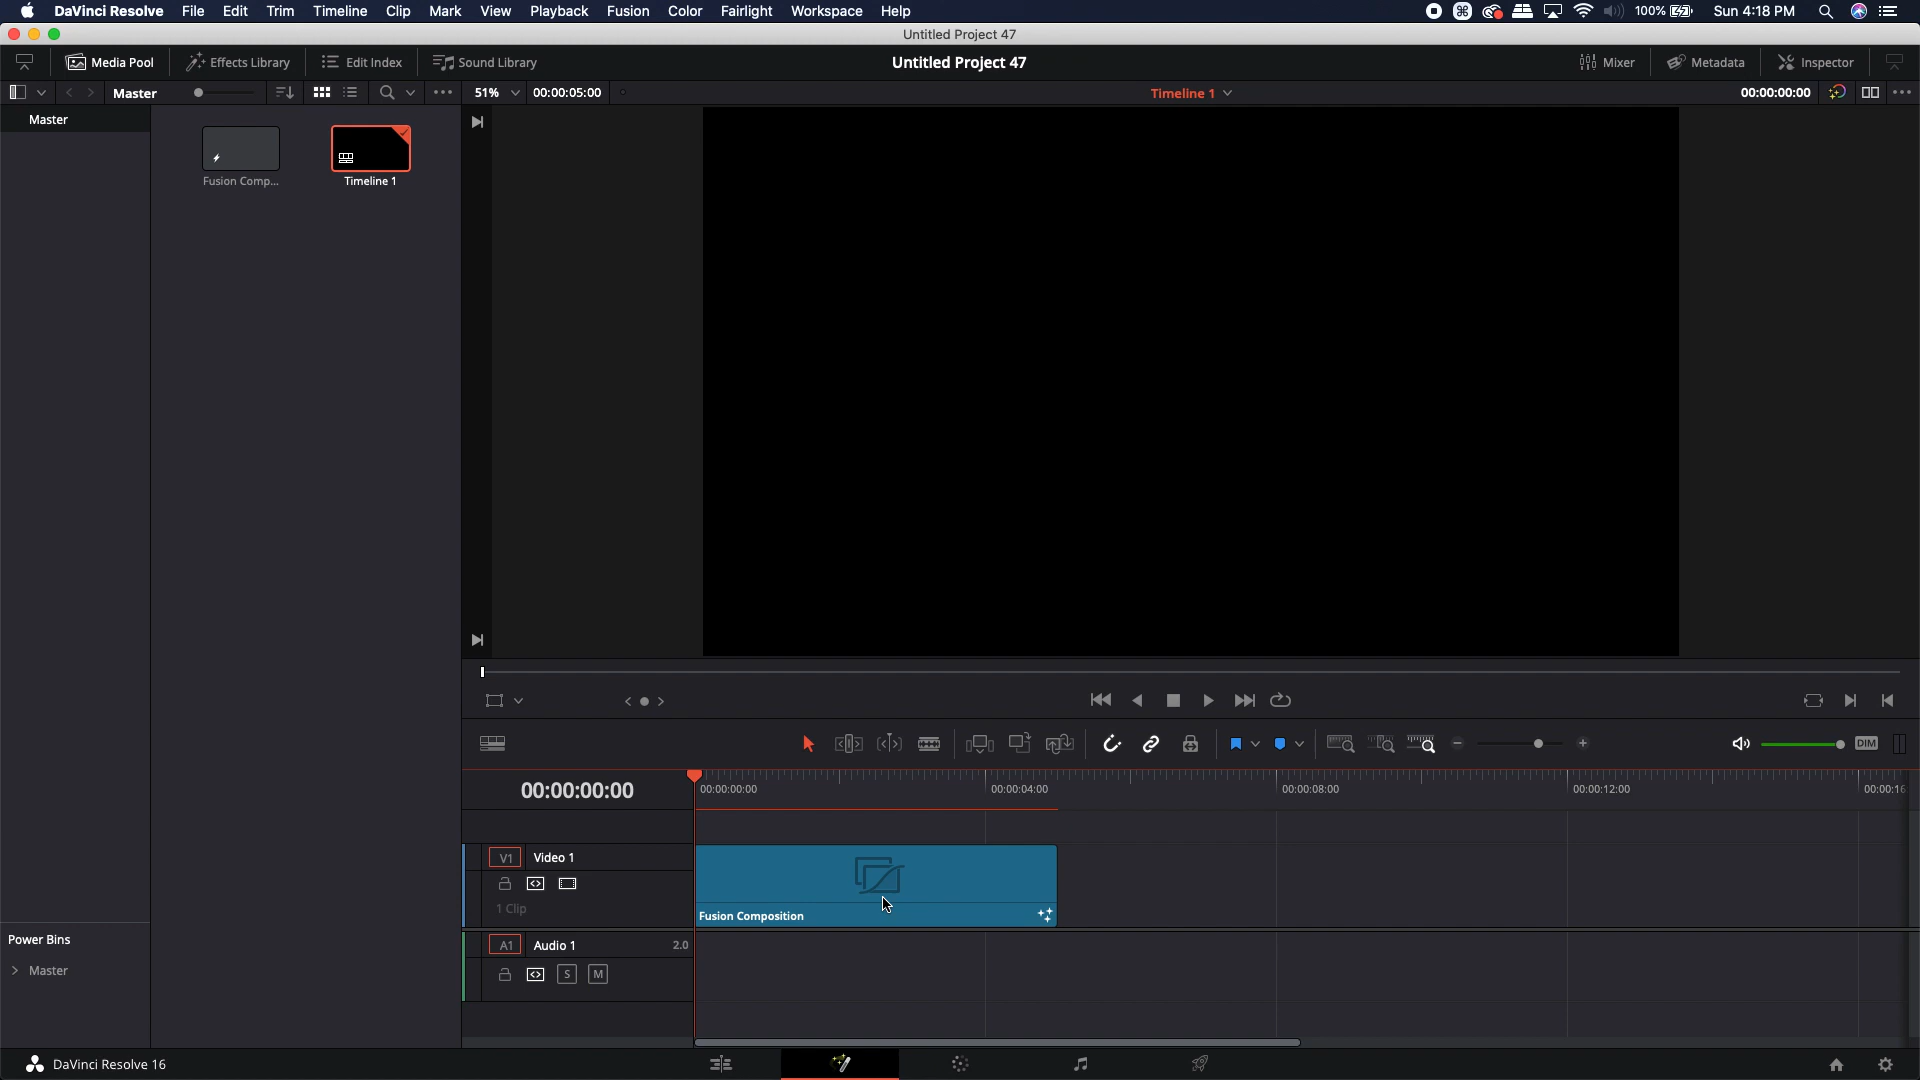 DaVinci Resolve File Edit Trim Timeline Clip Mark View Playback Fusion Color Fairlight Workspace Help 100% Sun 4:18 PM
Untitled Project 47
Media Pool Effects Library Edit Index Sound Library Untitled Project 47 Mixer Metadata Inspector
Master 51% 00:00:05:00 Timeline 1 00:00:00:00
Master
Fusion Comp... Timeline 1
DIM
00:00:00:00 00:00:00:00 00:00:04:00 00:00:08:00 00:00:12:00 00:00:16
V1 Video 1
1 Clip
Fusion Composition
Power Bins
A1 Audio 1 2.0
Master
S M
DaVinci Resolve 16